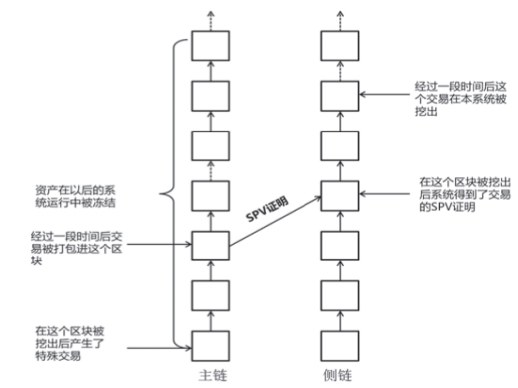 经过一段时间后这
个交易在本系统被
挖出
资产在以后的系
统运行中被冻结
SPV证明
在这个区块被挖出
后系统得到了交易
的SPV证明
经过一段时间后交
易被打包进这个区
块
在这个区块被
挖出后产生了
特殊交易
主链
侧链